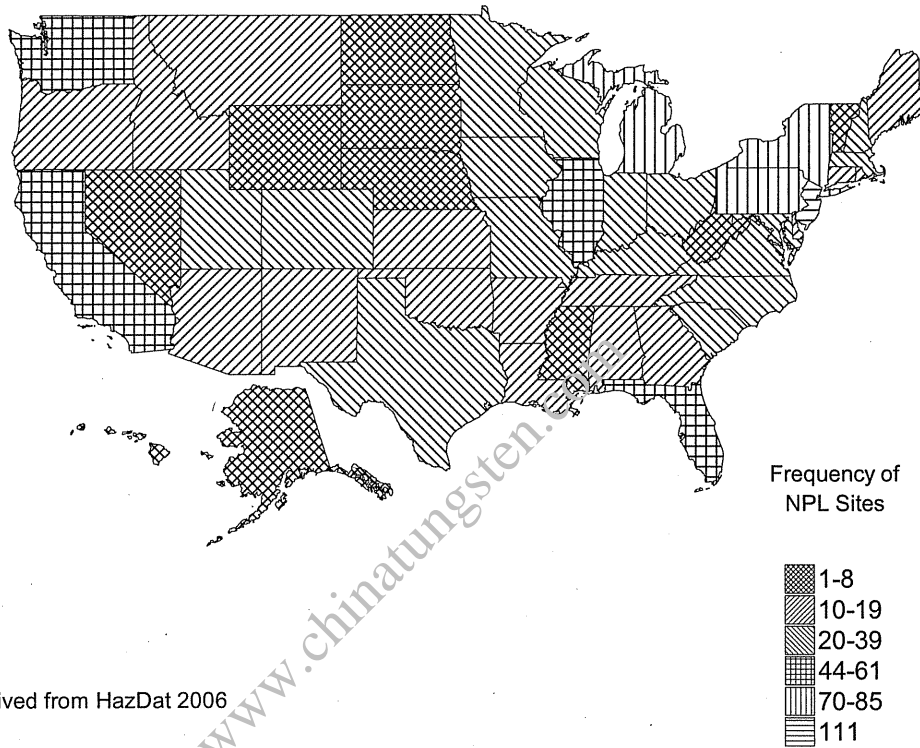 Frequency of
NPL Sites
1-8
10-19
20-39
44-61
70-85
111
ived from HazDat 2006
www.chinatungsten.com